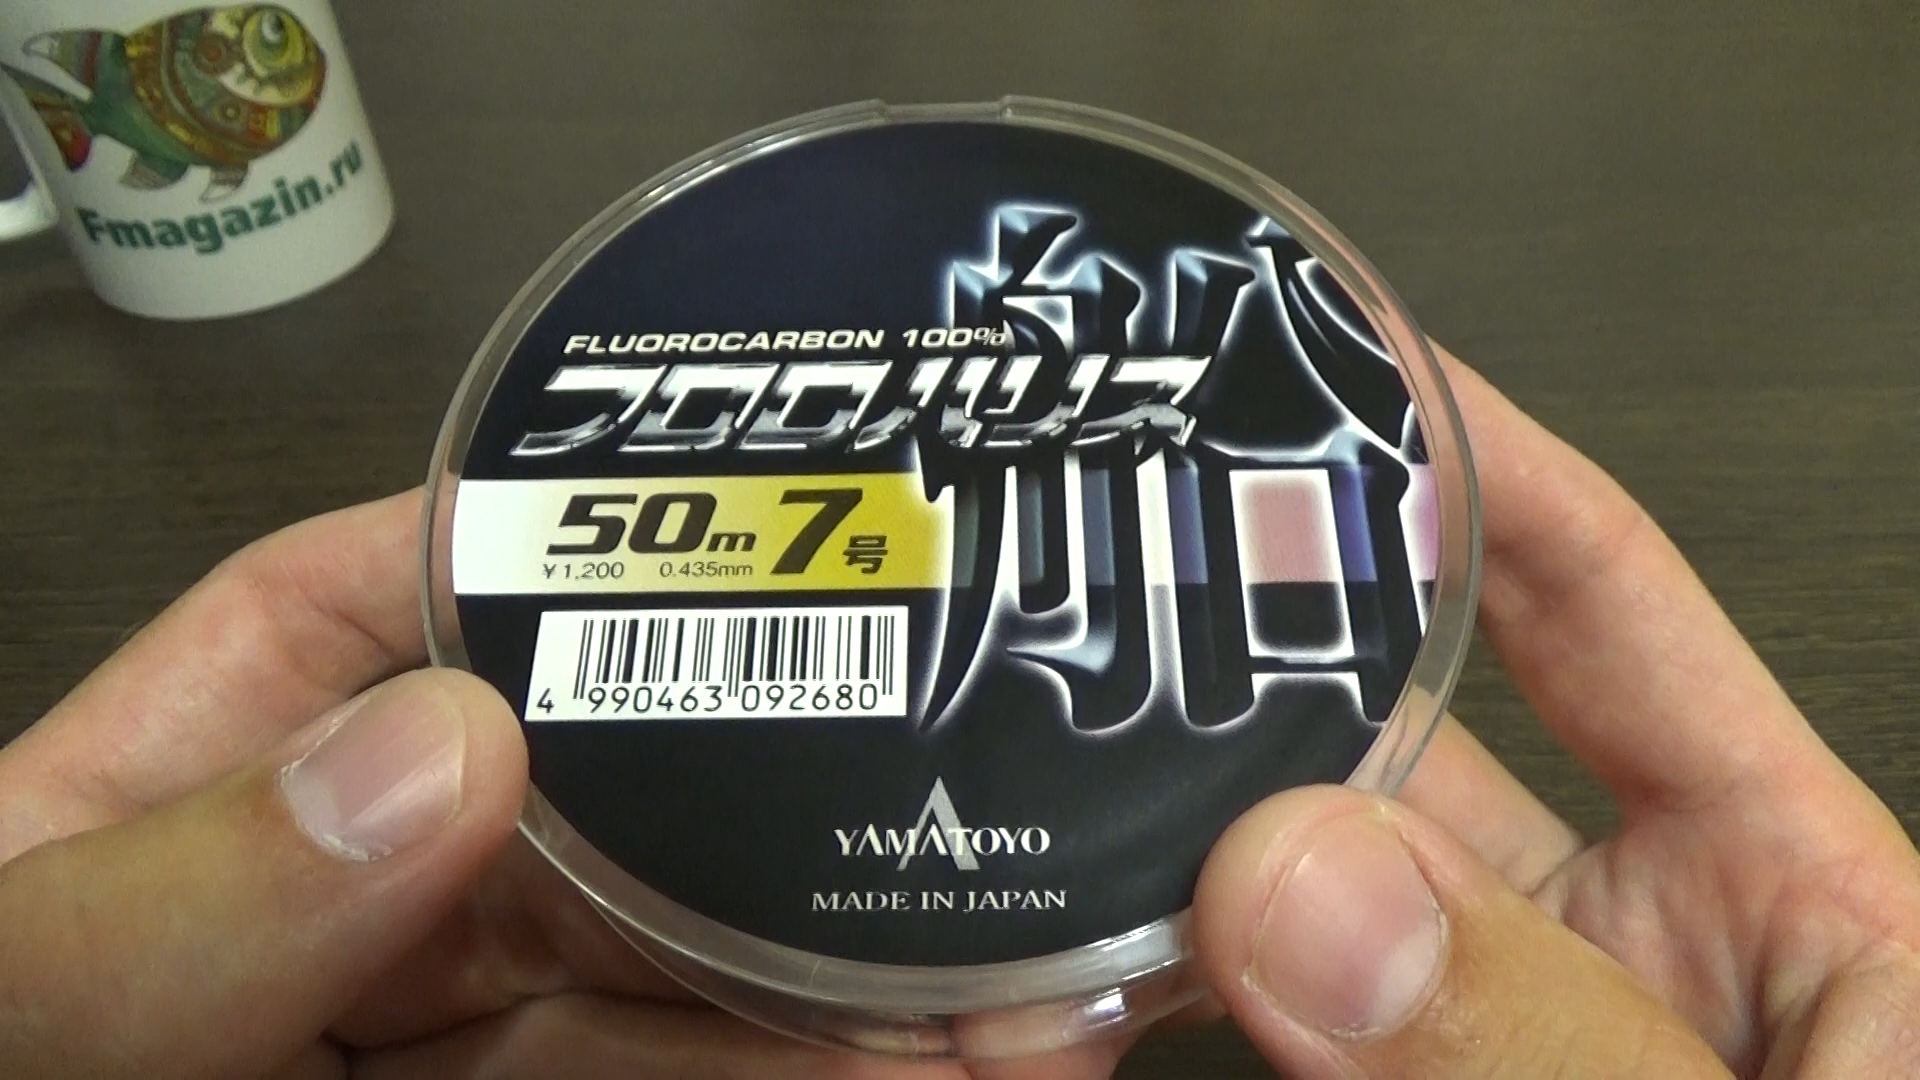 Fmagazin.ru
FLUOROCARBON 100%
フロロハリス
船
50m 7号
￥1,200 0.435mm
4 990463 092680
YAMATOYO
MADE IN JAPAN